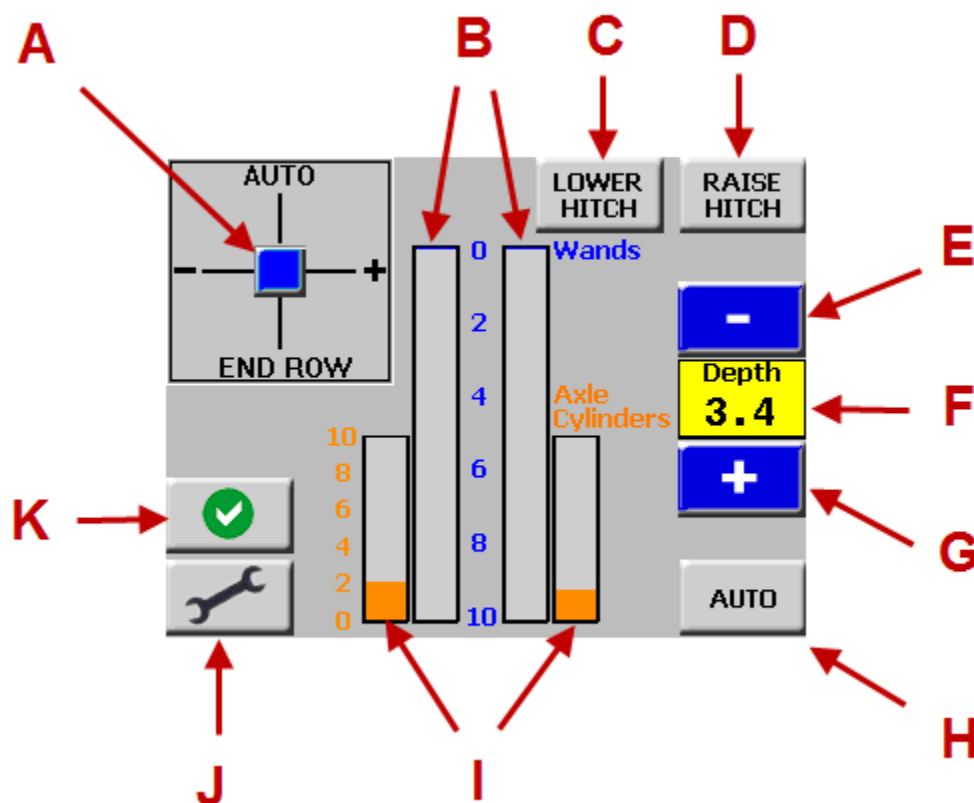 A
B
C
D
AUTO
LOWER
HITCH
RAISE
HITCH
- +
END ROW
0 Wands
2
4
6
8
10
Axle
Cylinders
10
8
6
4
2
0
-
Depth
3.4
+
AUTO
E
F
G
H
I
J
K